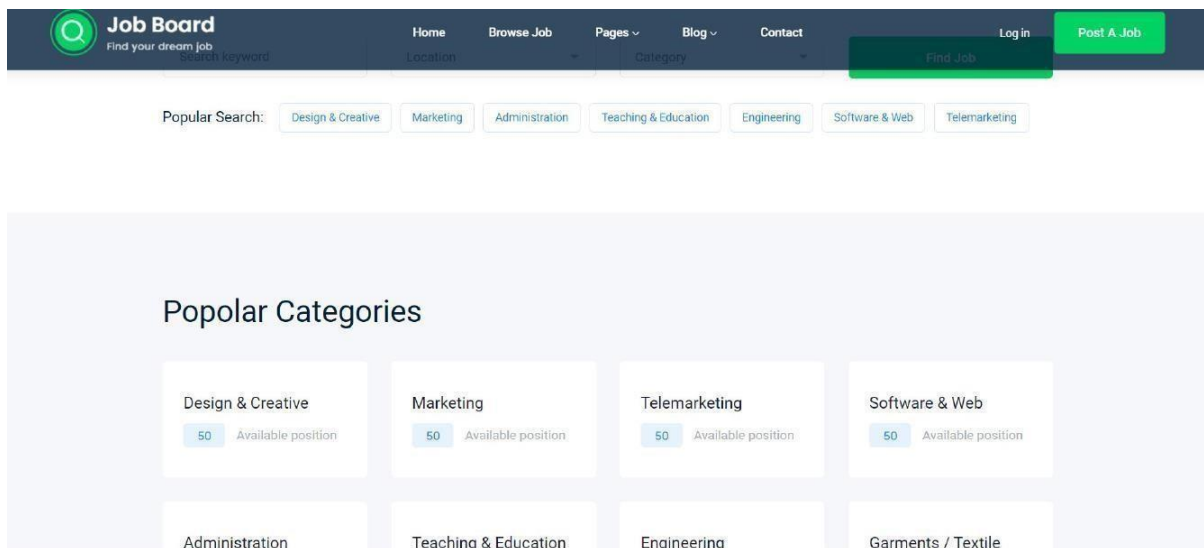 Job Board
Find your dream job
Home Browse Job Pages Blog Contact Log in Post A Job
Search keyword Location Category Find Job
Popular Search: Design & Creative Marketing Administration Teaching & Education Engineering Software & Web Telemarketing
Popolar Categories
Design & Creative Marketing Telemarketing Software & Web
50 Available position 50 Available position 50 Available position 50 Available position
Administration Teaching & Education Engineering Garments / Textile